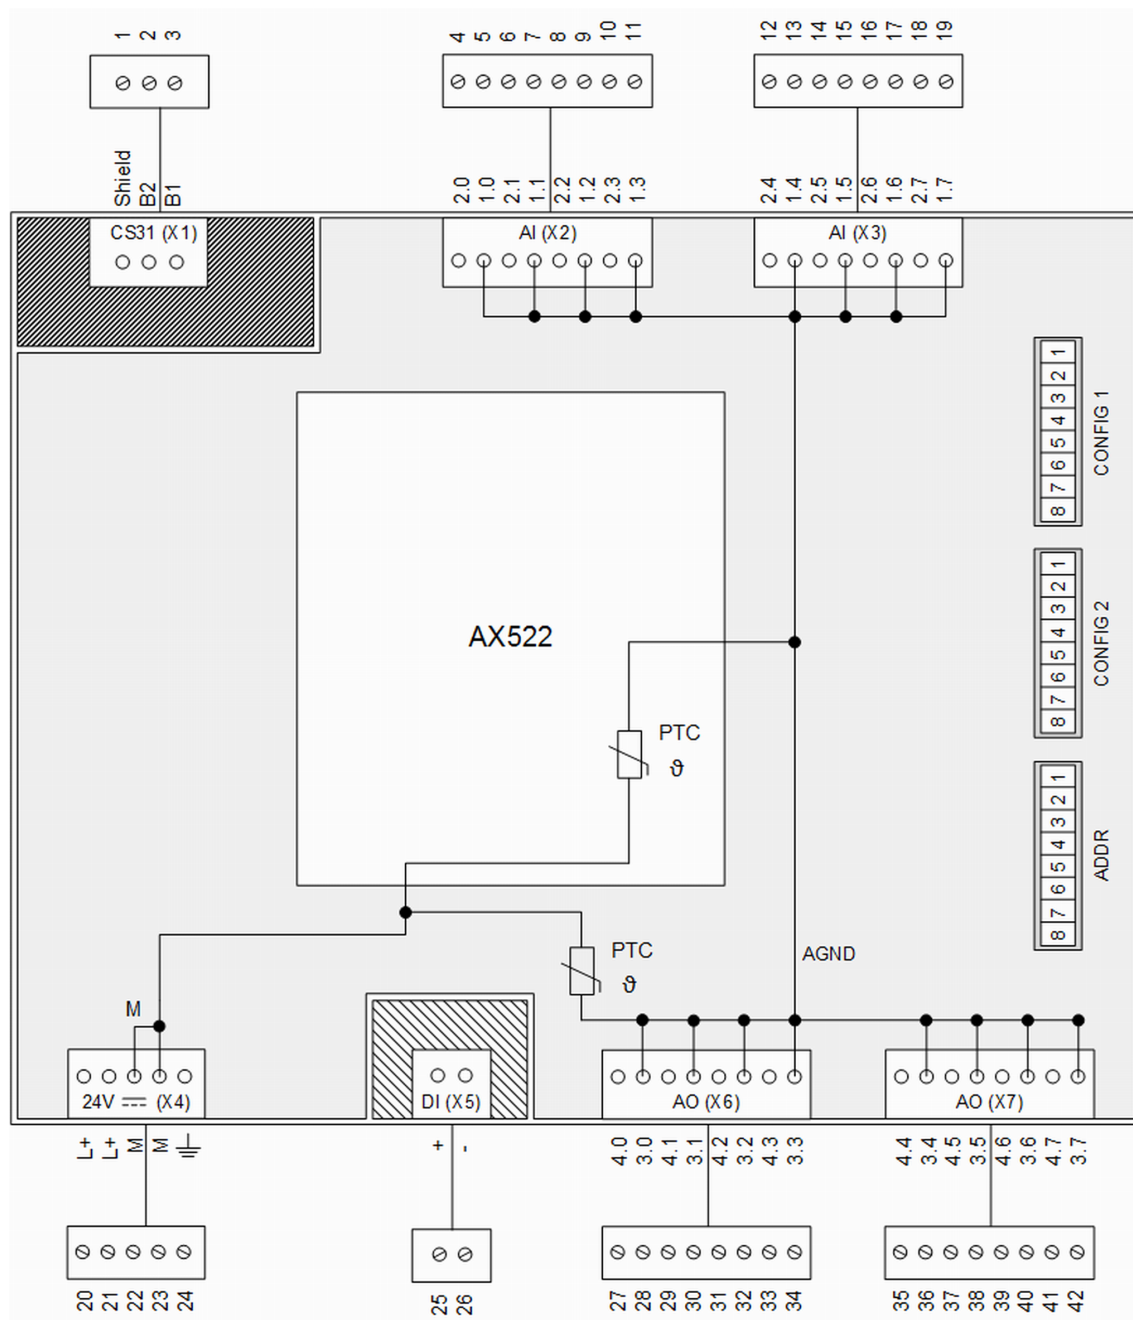 1 2 3
4 5 6 7 8 9 10 11
12 13 14 15 16 17 18 19
Shield B2 B1
2.0 1.0 2.1 1.1 2.2 1.2 2.3 1.3
2.4 1.4 2.5 1.5 2.6 1.6 2.7 1.7
CS31 (X1)
AI (X2)
AI (X3)
1 2 3 4 5 6 7 8
CONFIG 1
1 2 3 4 5 6 7 8
CONFIG 2
AX522
PTC
ϑ
1 2 3 4 5 6 7 8
ADDR
PTC
ϑ
AGND
M
24V (X4)
DI (X5)
AO (X6)
AO (X7)
L+ L+ M M
+ -
4.0 3.0 4.1 3.1 4.2 3.2 4.3 3.3
4.4 3.4 4.5 3.5 4.6 3.6 4.7 3.7
20 21 22 23 24
25 26
27 28 29 30 31 32 33 34
35 36 37 38 39 40 41 42